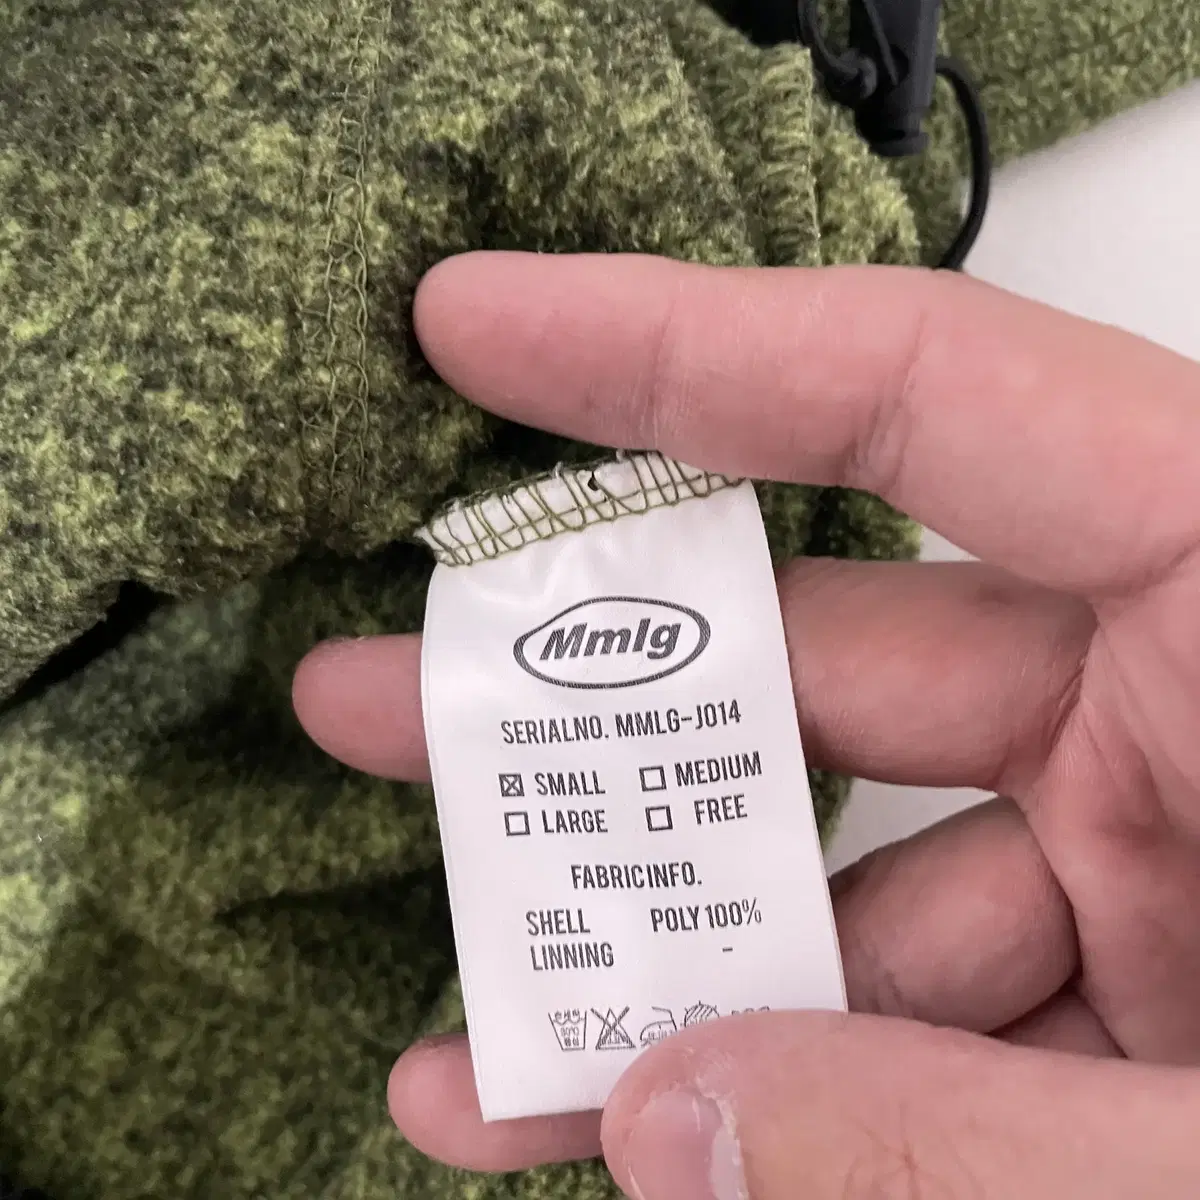 Mmlg
SERIALNO. MMLG-J014
☒ SMALL ☐ MEDIUM
☐ LARGE ☐ FREE
FABRICINFO.
SHELL POLY 100%
LINNING -